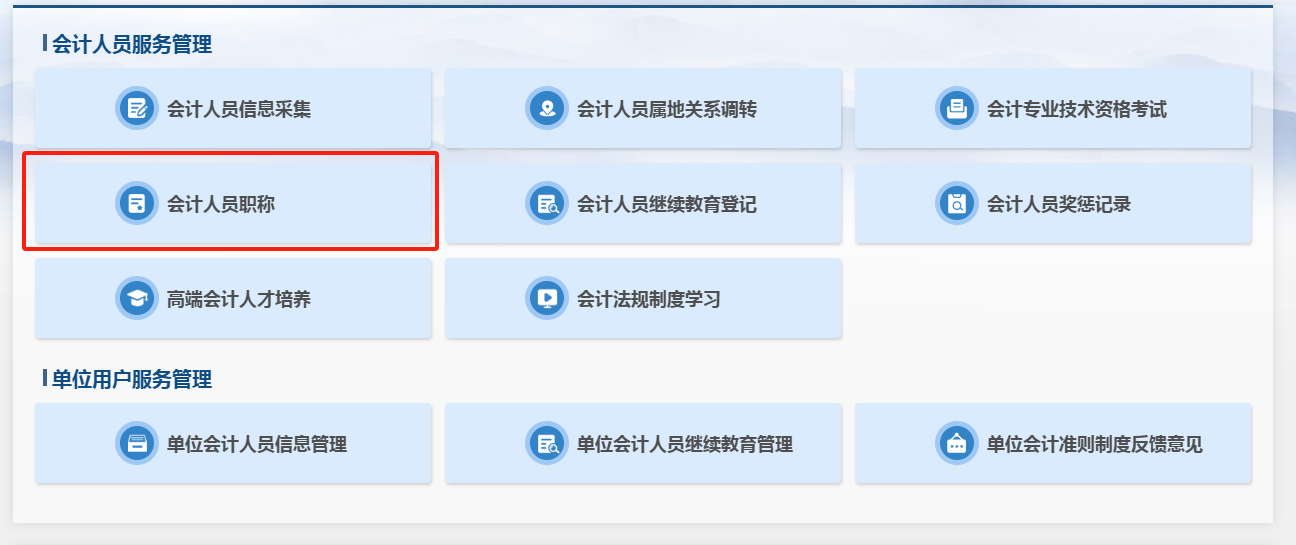 会计人员服务管理
会计人员信息采集
会计人员属地关系调转
会计专业技术资格考试
会计人员职称
会计人员继续教育登记
会计人员奖惩记录
高端会计人才培养
会计法规制度学习
单位用户服务管理
单位会计人员信息管理
单位会计人员继续教育管理
单位会计准则制度反馈意见